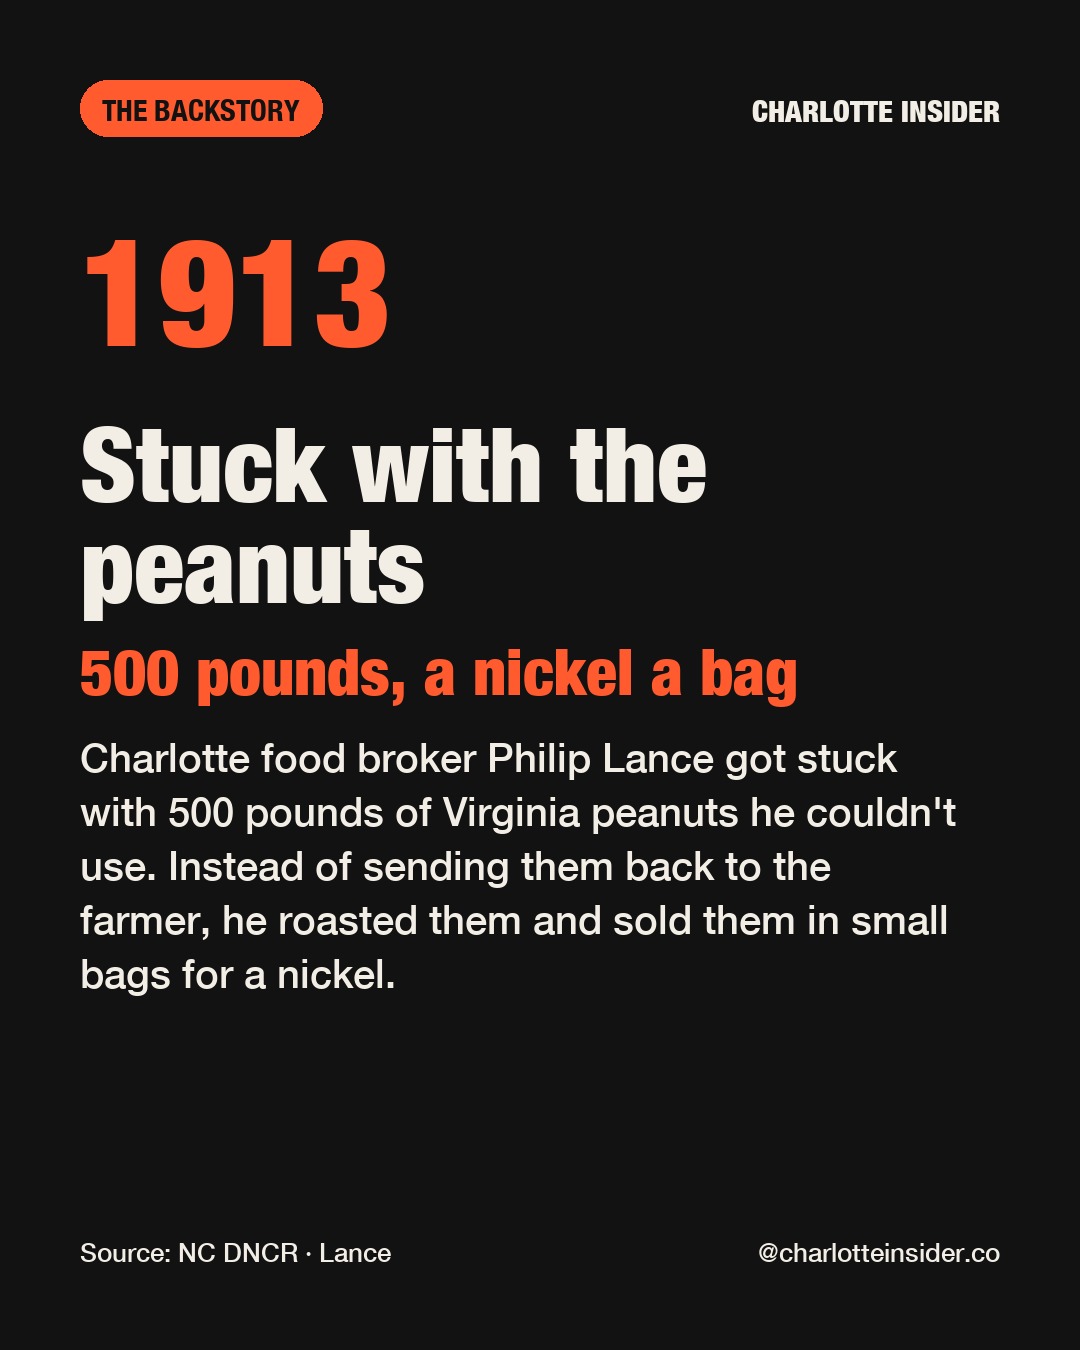 THE BACKSTORY
CHARLOTTE INSIDER
1913
Stuck with the
peanuts
500 pounds, a nickel a bag
Charlotte food broker Philip Lance got stuck
with 500 pounds of Virginia peanuts he couldn't
use. Instead of sending them back to the
farmer, he roasted them and sold them in small
bags for a nickel.
Source: NC DNCR · Lance
@charlotteinsider.co